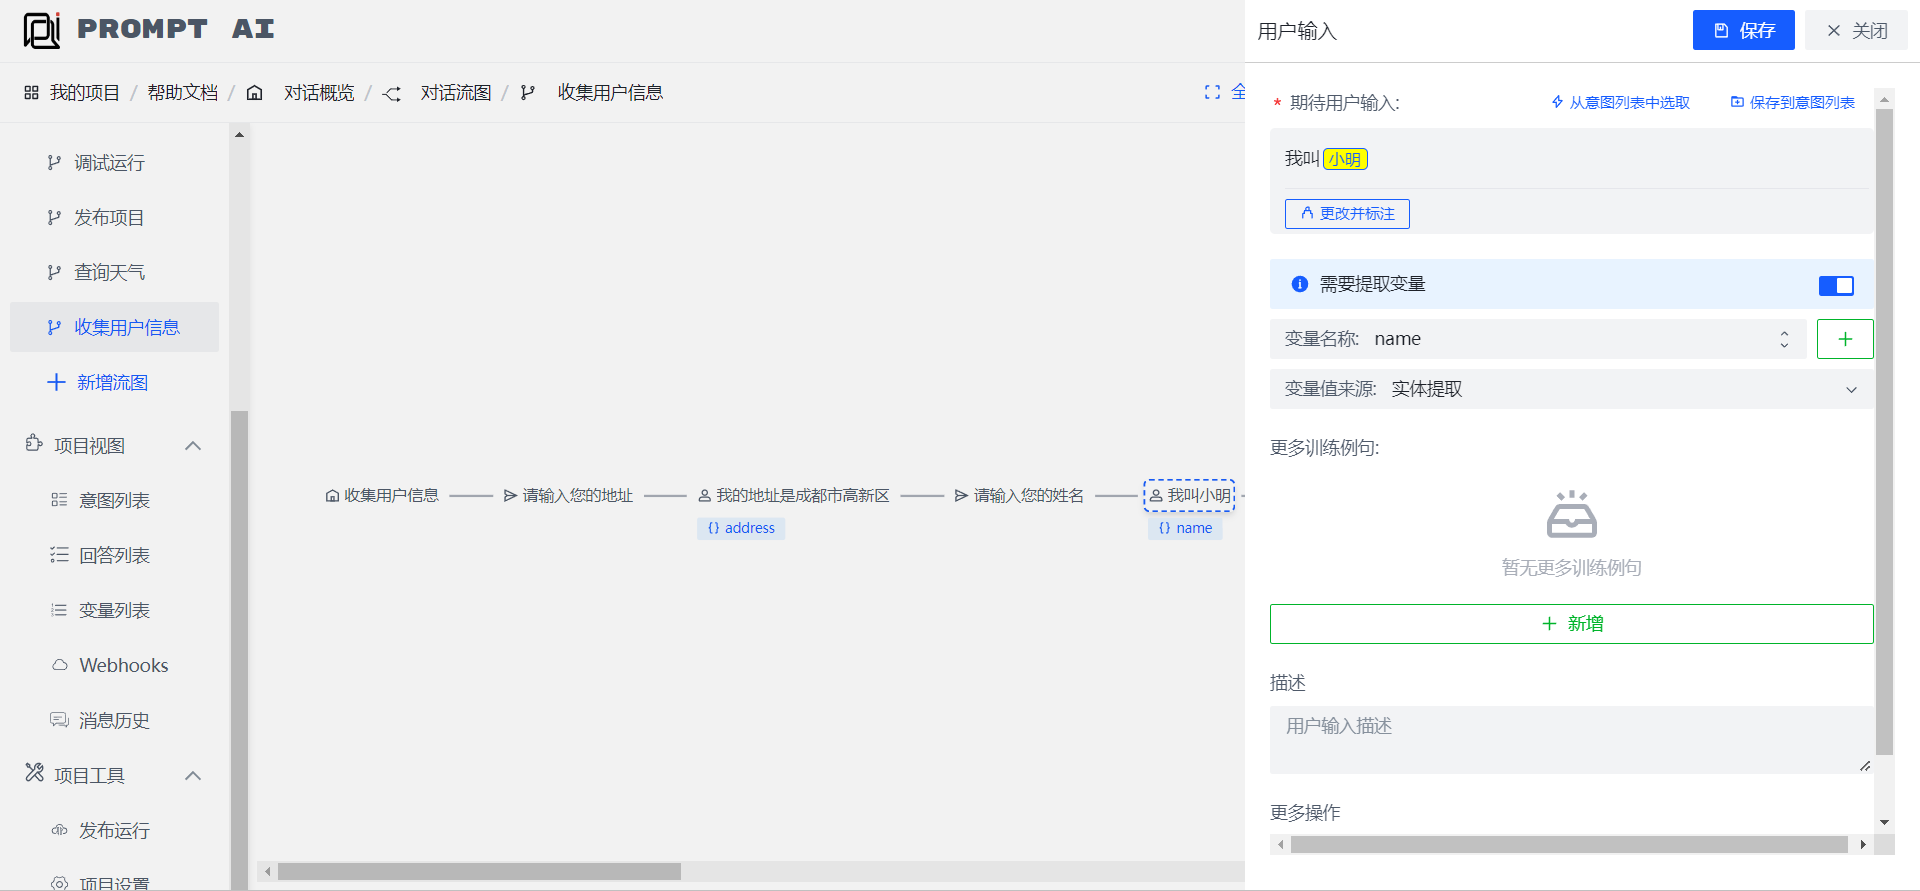 PROMPT AI
我的项目 / 帮助文档 / 对话概览 / 对话流图 / 收集用户信息
全
调试运行
发布项目
查询天气
收集用户信息
新增流图
项目视图
意图列表
回答列表
变量列表
Webhooks
消息历史
项目工具
发布运行
项目设置
收集用户信息
请输入您的地址
我的地址是成都市高新区
{} address
请输入您的姓名
我叫小明
{} name
用户输入
保存
关闭
* 期待用户输入:
从意图列表中选取
保存到意图列表
我叫 小明
更改并标注
需要提取变量
变量名称: name
变量值来源: 实体提取
更多训练例句:
暂无更多训练例句
新增
描述
用户输入描述
更多操作